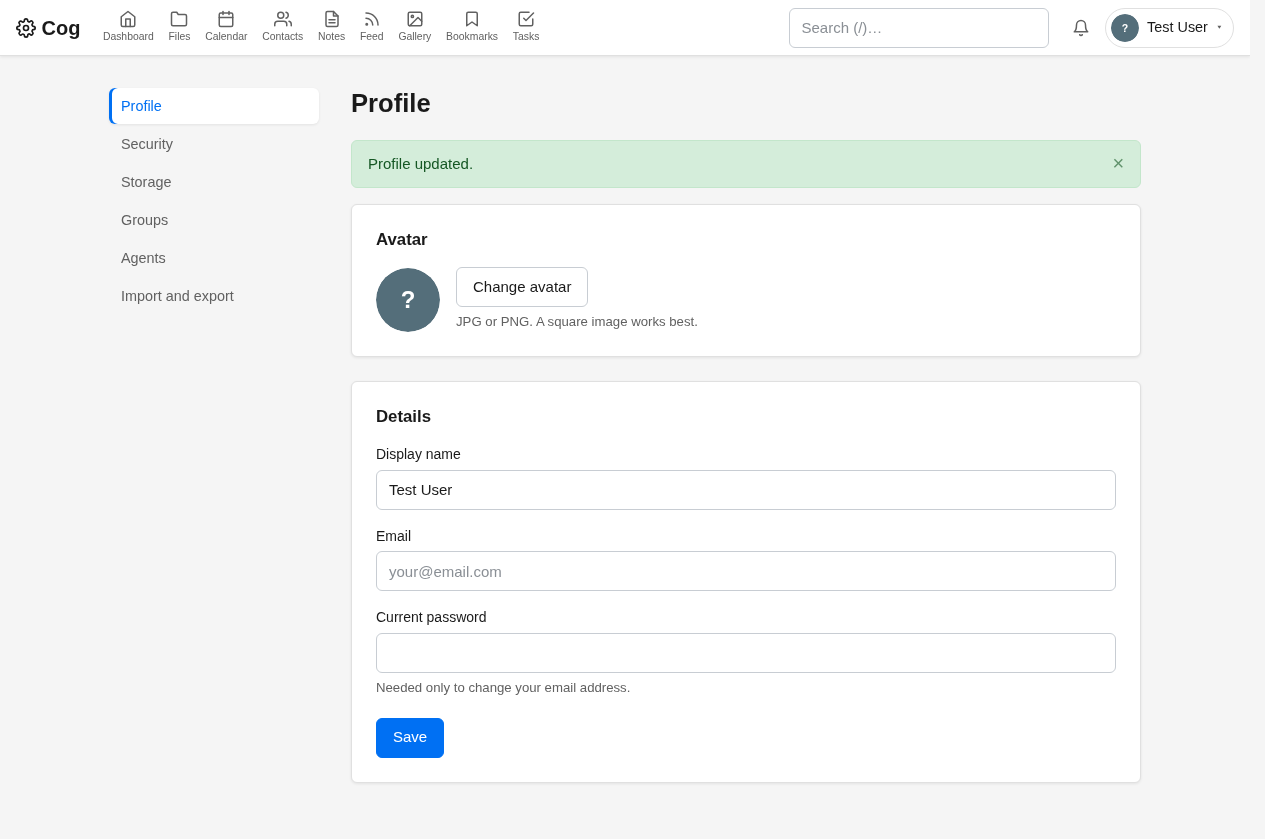 Cog
Dashboard Files Calendar Contacts Notes Feed Gallery Bookmarks Tasks
Search (/)…
? Test User
Profile
Security
Storage
Groups
Agents
Import and export
Profile
Profile updated. ×
Avatar
?
Change avatar
JPG or PNG. A square image works best.
Details
Display name
Test User
Email
your@email.com
Current password
Needed only to change your email address.
Save